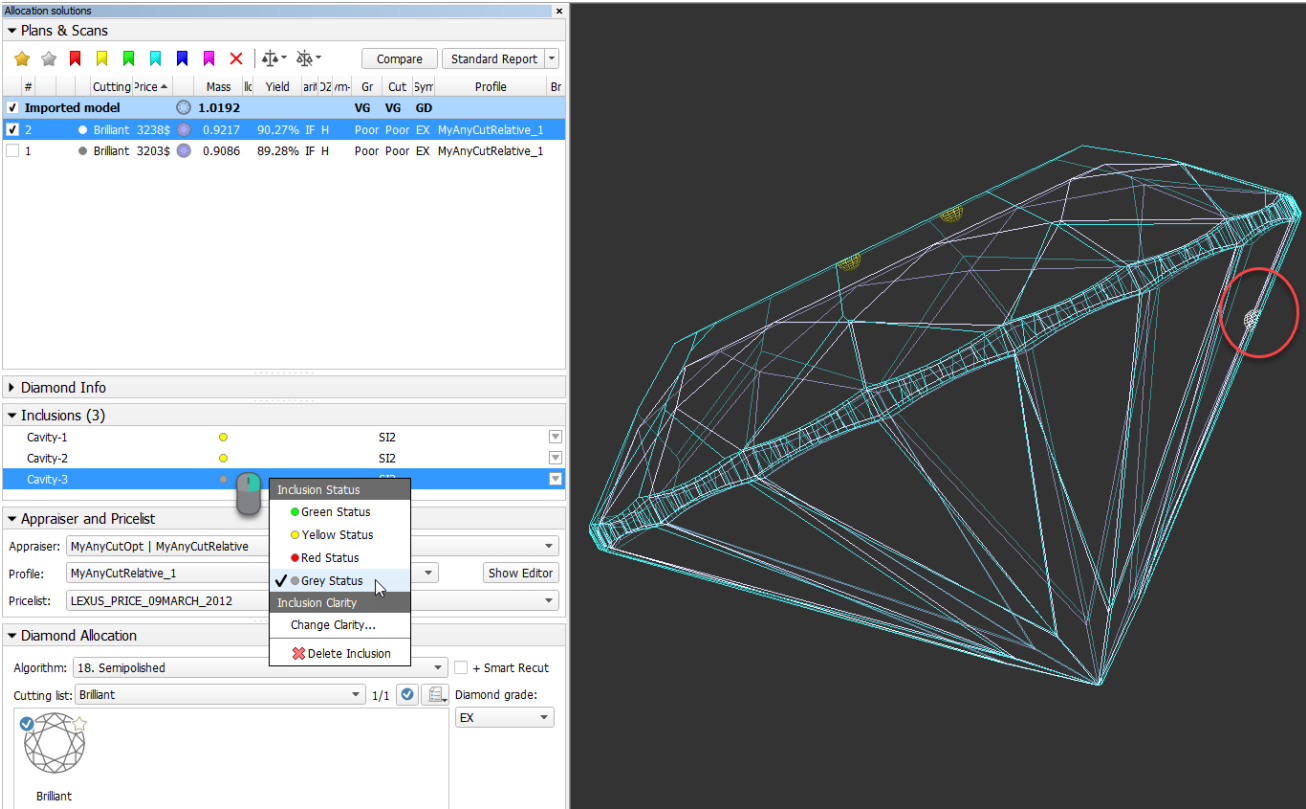 Allocation solutions
Plans & Scans
Compare Standard Report
# Cutting Price Mass Yield Gr Cut Sym Profile Br
Imported model 1.0192 VG VG GD
2 Brilliant 3238$ 0.9217 90.27% IF H Poor Poor EX MyAnyCutRelative_1
1 Brilliant 3203$ 0.9086 89.28% IF H Poor Poor EX MyAnyCutRelative_1
Diamond Info
Inclusions (3)
Cavity-1 SI2
Cavity-2 SI2
Cavity-3 SI2
Inclusion Status
Green Status
Yellow Status
Red Status
Grey Status
Inclusion Clarity
Change Clarity...
Delete Inclusion
Appraiser and Pricelist
Appraiser: MyAnyCutOpt | MyAnyCutRelative
Profile: MyAnyCutRelative_1 Show Editor
Pricelist: LEXUS_PRICE_09MARCH_2012
Diamond Allocation
Algorithm: 18. Semipolished + Smart Recut
Cutting list: Brilliant 1/1 Diamond grade:
EX
Brilliant